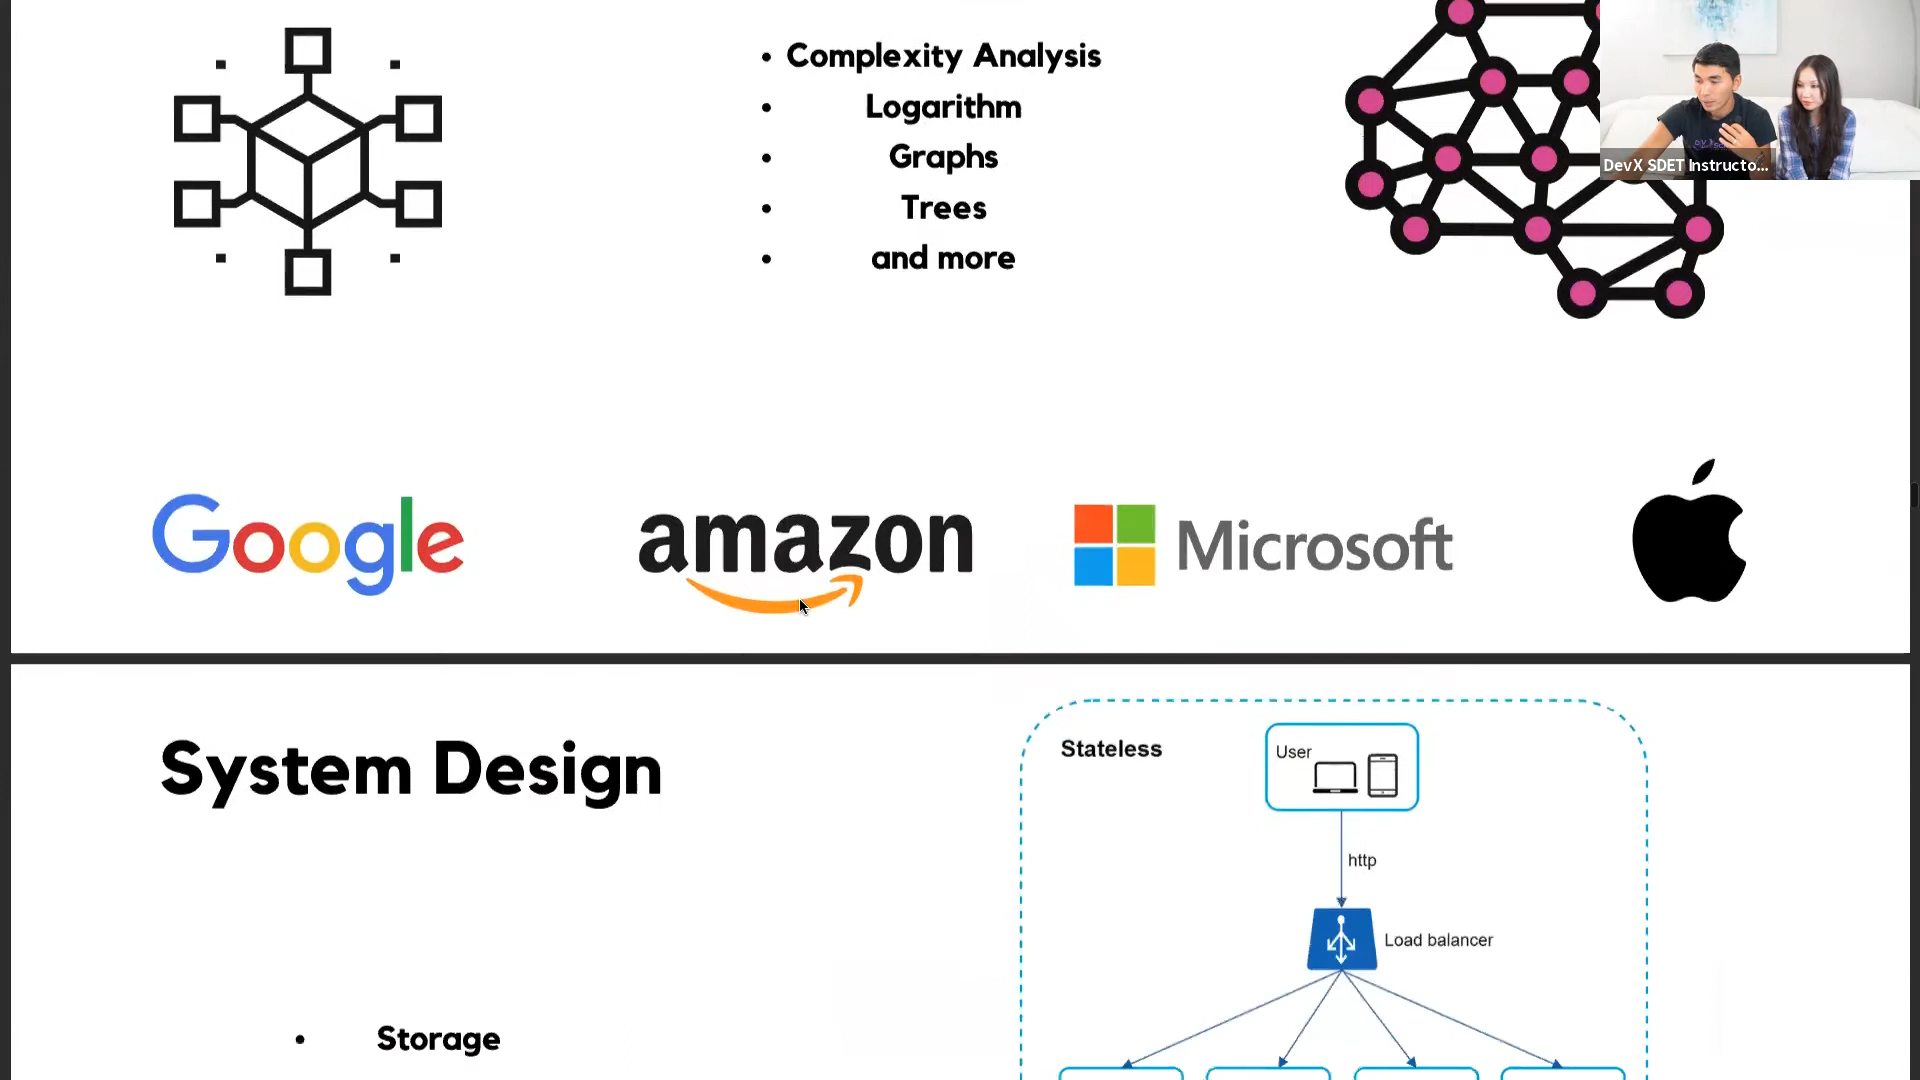 Complexity Analysis
Logarithm
Graphs
Trees
and more
DevX SDET Instructo...
Google
amazon
Microsoft
System Design
Stateless
User
http
Load balancer
Storage